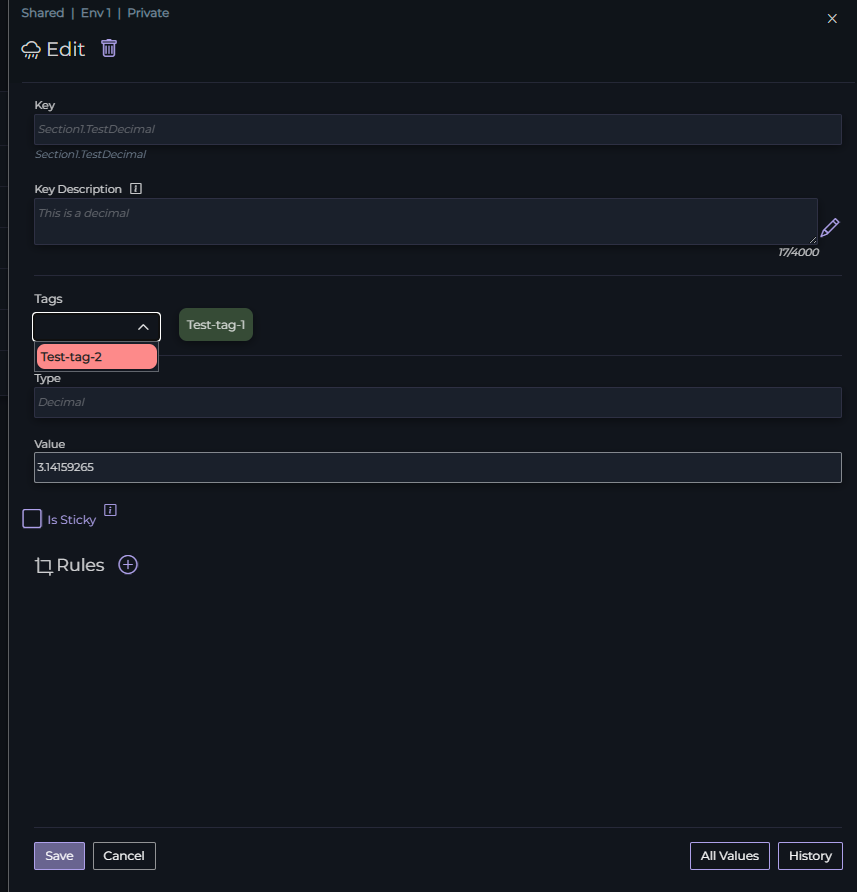 Shared | Env 1 | Private
Edit
Key
Section1.TestDecimal
Section1.TestDecimal
Key Description
This is a decimal
17/4000
Tags
Test-tag-1
Test-tag-2
Type
Decimal
Value
3.14159265
Is Sticky
Rules
Save Cancel All Values History